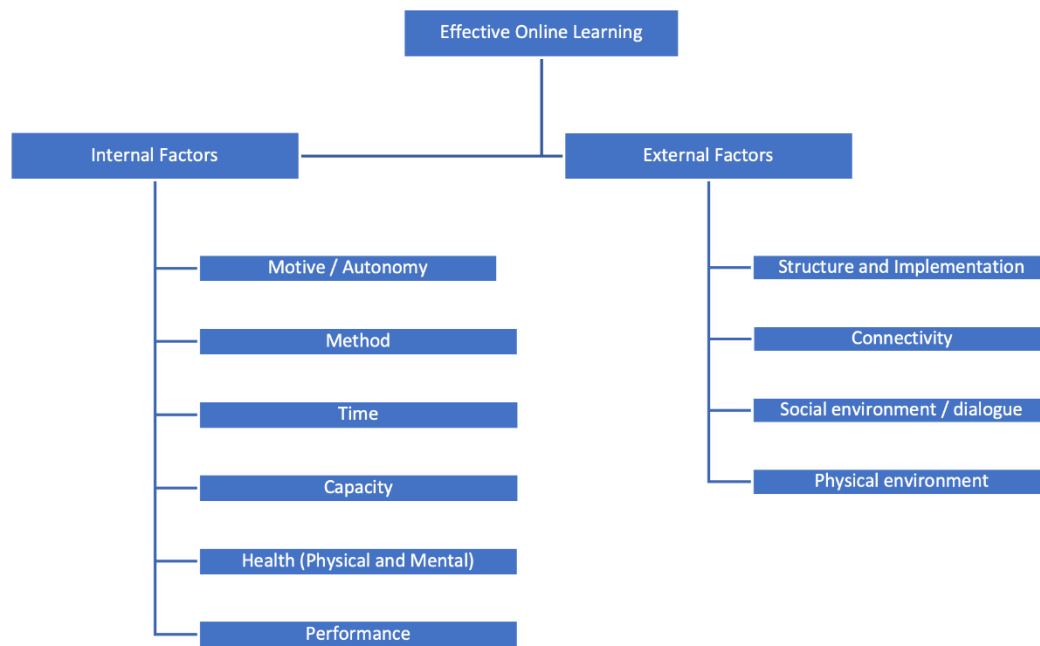 Effective Online Learning
Internal Factors
External Factors
Motive / Autonomy
Method
Time
Capacity
Health (Physical and Mental)
Performance
Structure and Implementation
Connectivity
Social environment / dialogue
Physical environment